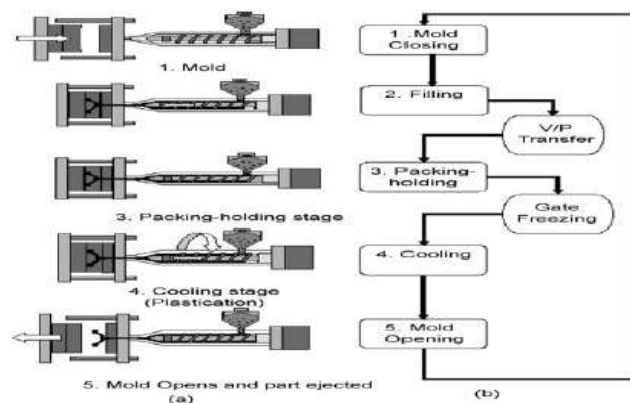 1. Mold
3. Packing-holding stage
4. Cooling stage
(Plastication)
5. Mold Opens and part ejected
(a)
1 .Mold
Closing
2. Filling
V/P
Transfer
3. Packing-
holding
Gate
Freezing
4. Cooling
5. Mold
Opening
(b)